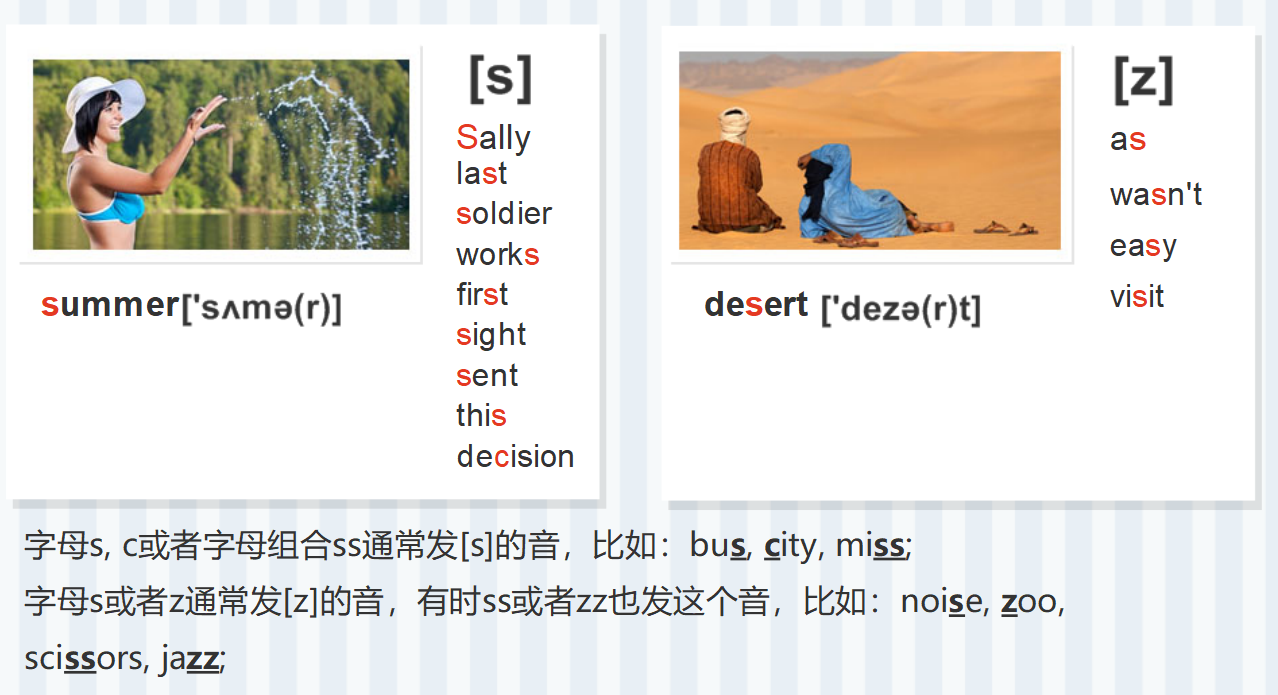 [s]
Sally
last
soldier
works
first
sight
sent
this
decision
summer['sʌmə(r)]
[z]
as
wasn't
easy
visit
desert ['dezə(r)t]
字母s, c或者字母组合ss通常发[s]的音，比如：bus, city, miss;
字母s或者z通常发[z]的音，有时ss或者zz也发这个音，比如：noise, zoo,
scissors, jazz;